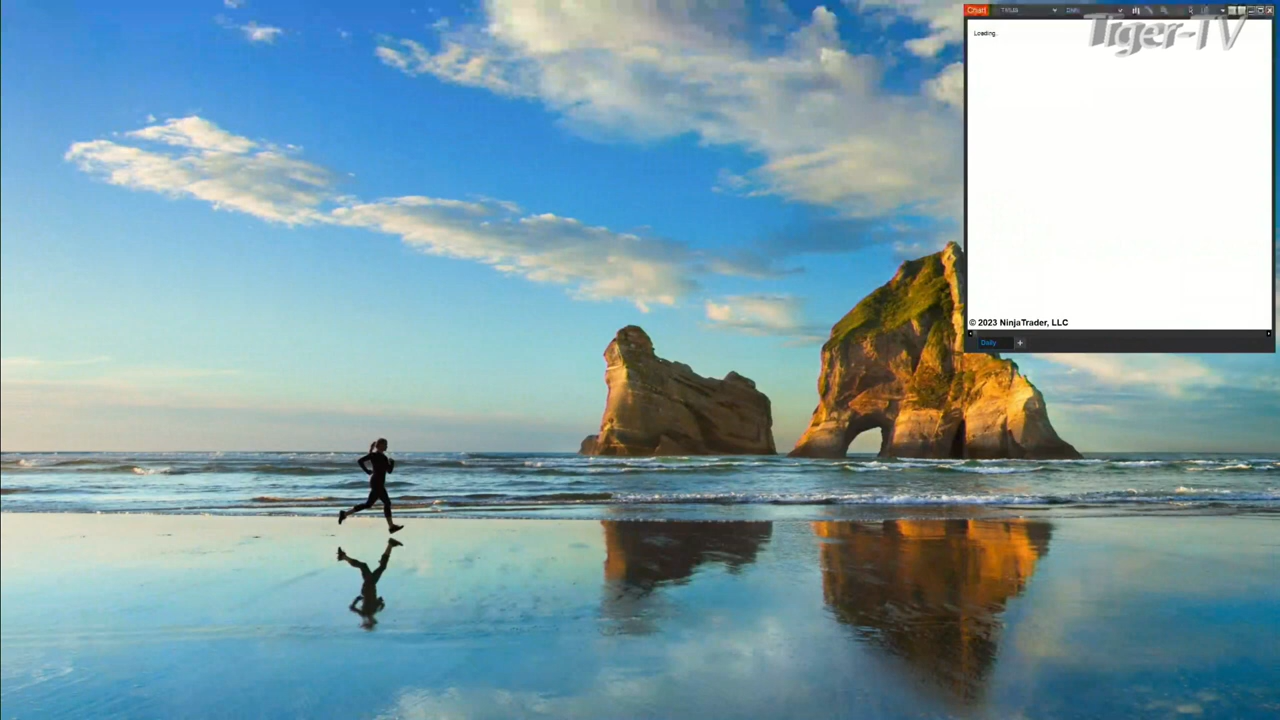 Chart
Tiger-TV
Loading.
© 2023 NinjaTrader, LLC
Daily +